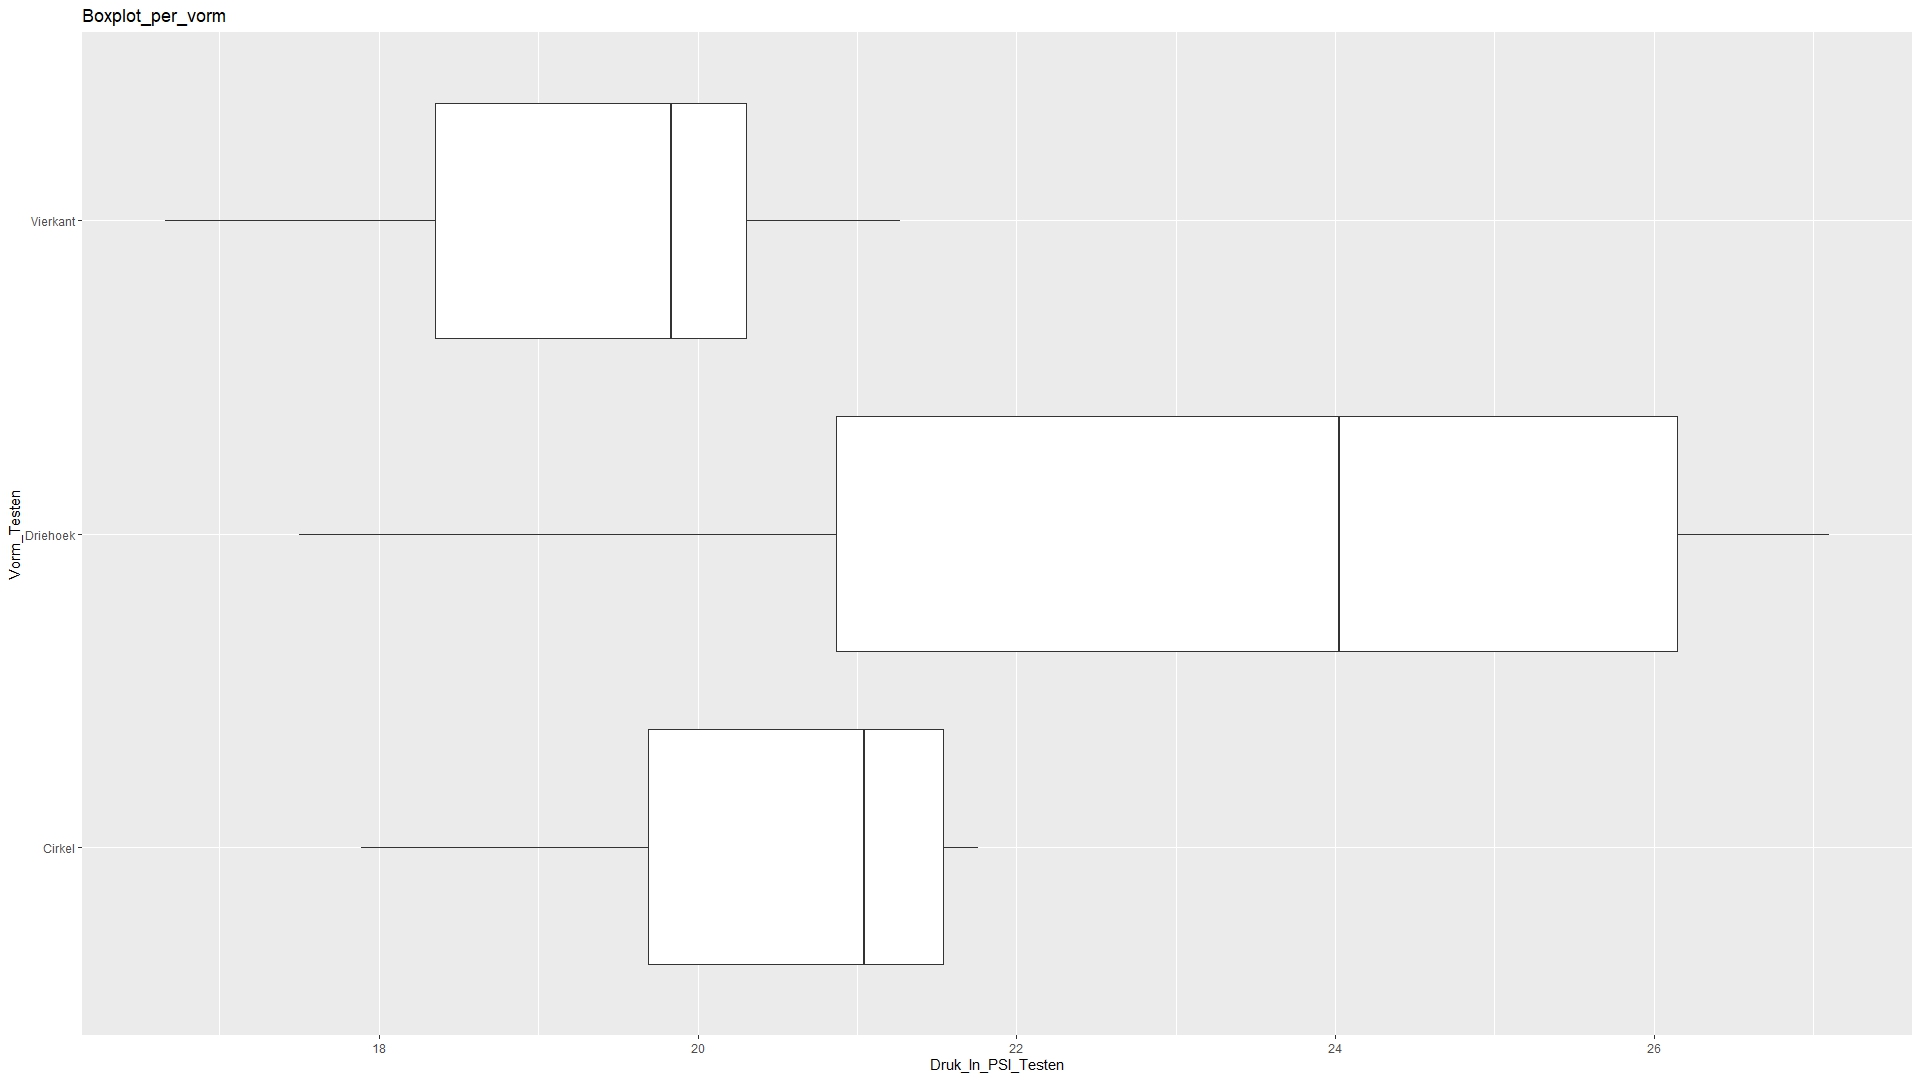 Boxplot_per_vorm
Vierkant
Driehoek
Cirkel
Vorm_Testen
18 20 22 24 26
Druk_In_PSI_Testen